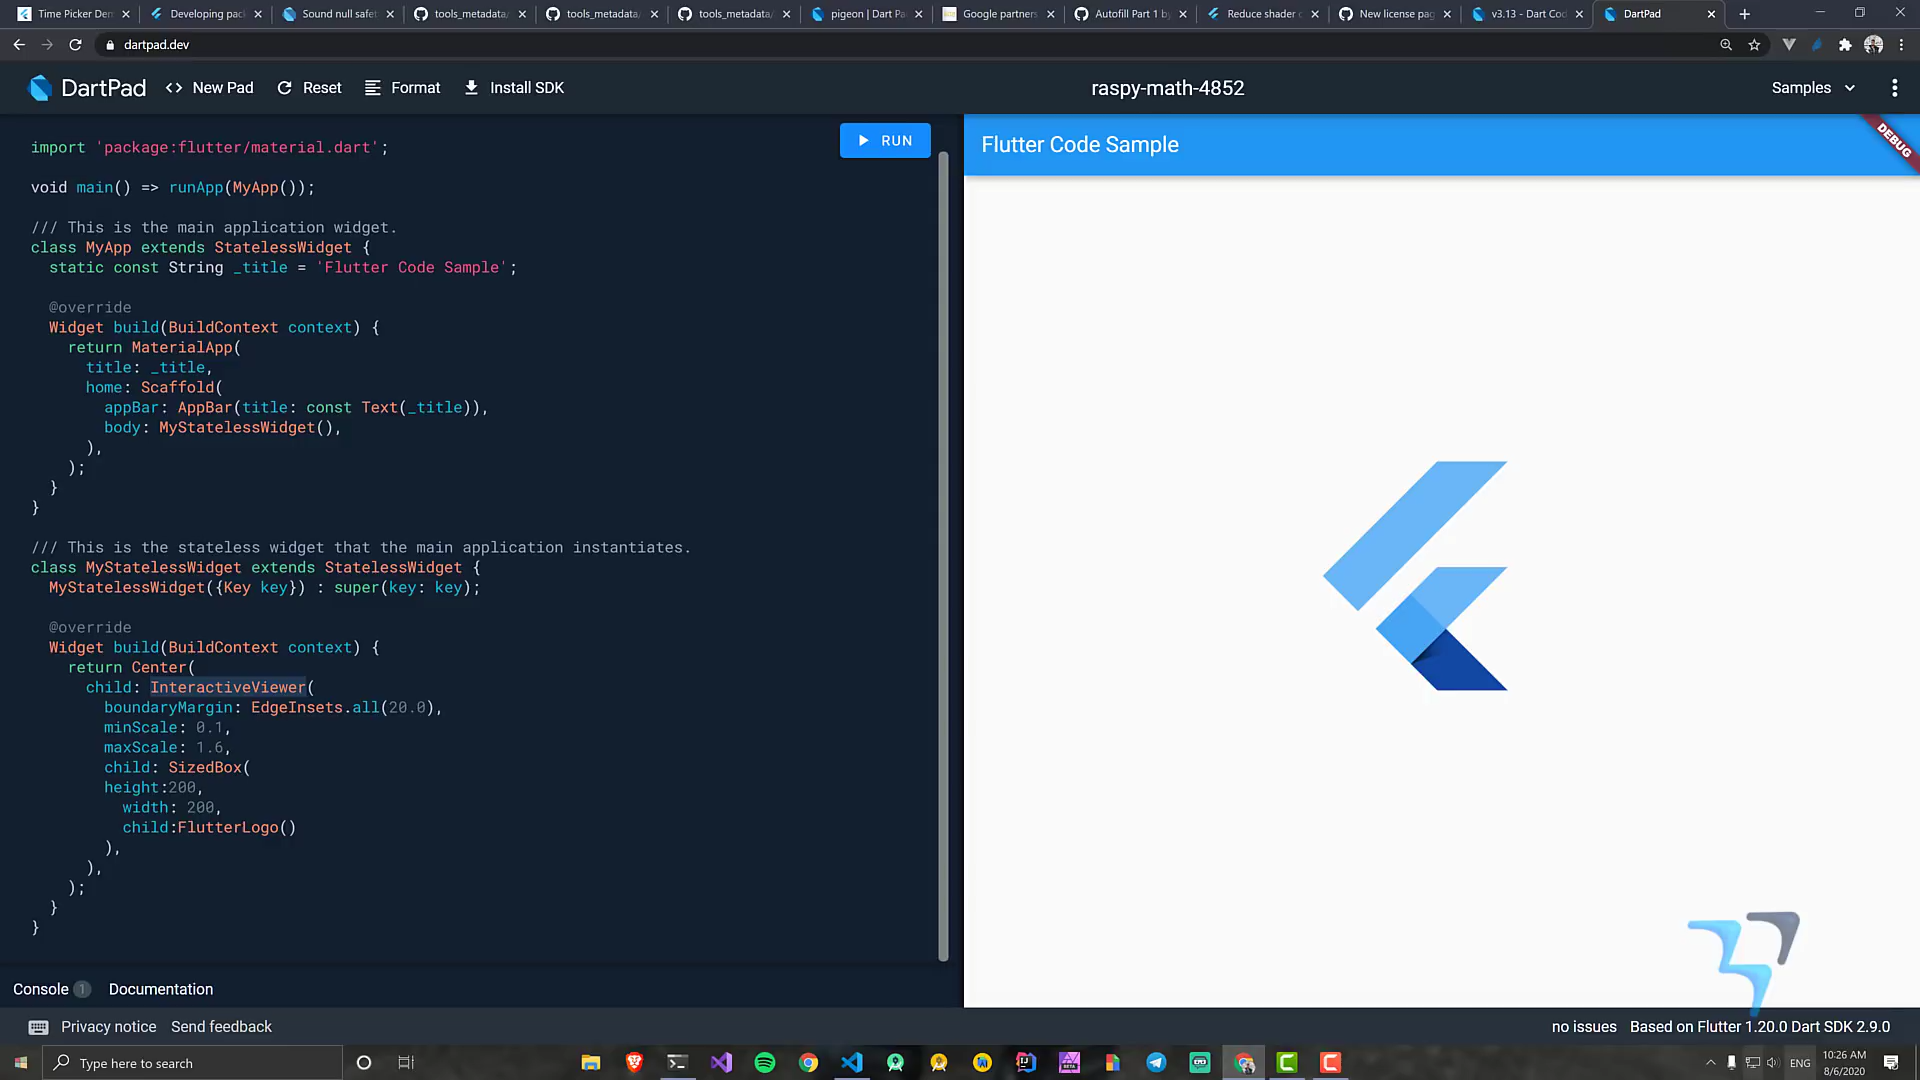 Time Picker Dem
Developing pac
Sound null safet
tools_metadata/
tools_metadata/
tools_metadata/
pigeon | Dart Pa
Google partners
Autofill Part 1 by
Reduce shader c
New license pag
v3.13 - Dart Cod
DartPad
dartpad.dev
DartPad
<> New Pad
Reset
Format
Install SDK
raspy-math-4852
Samples
RUN
import 'package:flutter/material.dart';
void main() => runApp(MyApp());
/// This is the main application widget.
class MyApp extends StatelessWidget {
static const String _title = 'Flutter Code Sample';
@override
Widget build(BuildContext context) {
return MaterialApp(
title: _title,
home: Scaffold(
appBar: AppBar(title: const Text(_title)),
body: MyStatelessWidget(),
),
);
}
}
/// This is the stateless widget that the main application instantiates.
class MyStatelessWidget extends StatelessWidget {
MyStatelessWidget({Key key}) : super(key: key);
@override
Widget build(BuildContext context) {
return Center(
child: InteractiveViewer(
boundaryMargin: EdgeInsets.all(20.0),
minScale: 0.1,
maxScale: 1.6,
child: SizedBox(
height:200,
width: 200,
child:FlutterLogo()
),
),
);
}
}
Flutter Code Sample
DEBUG
Console 1
Documentation
Privacy notice
Send feedback
no issues
Based on Flutter 1.20.0 Dart SDK 2.9.0
Type here to search
ENG
10:26 AM
8/6/2020